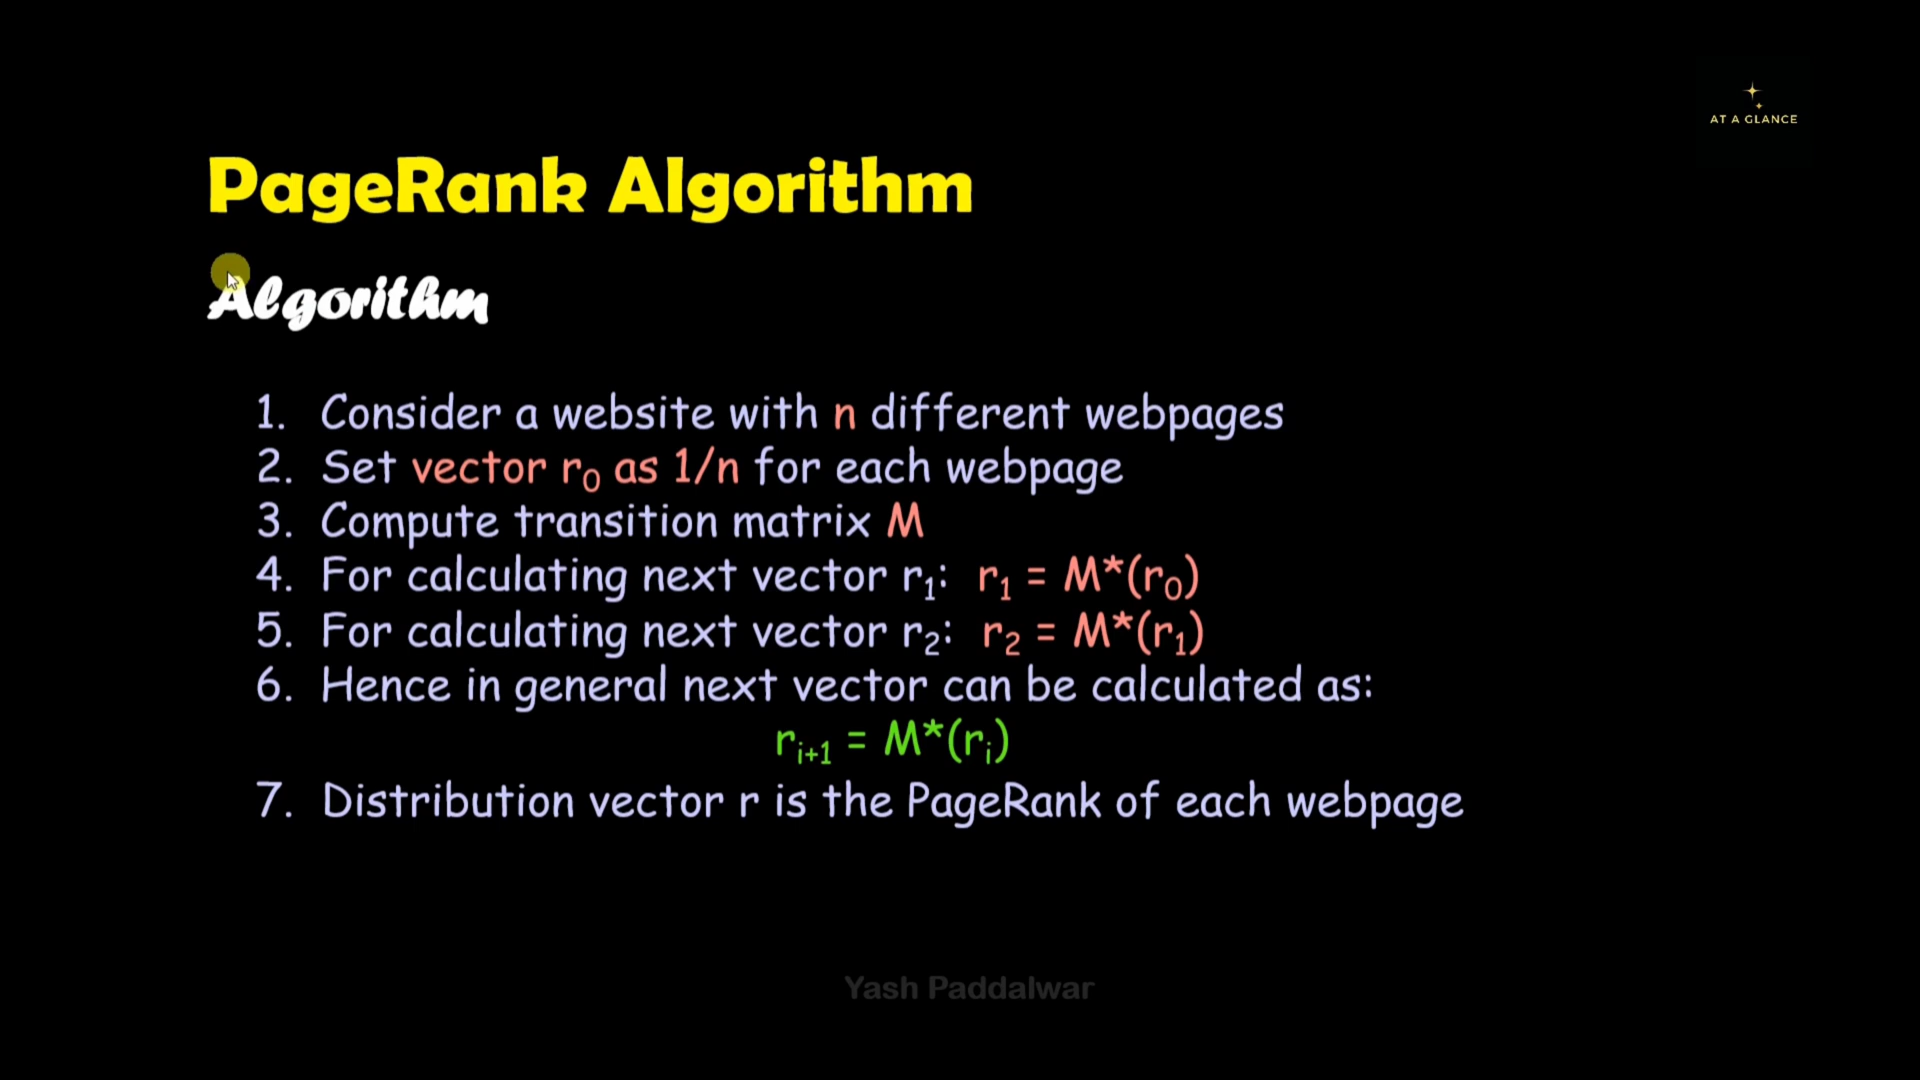 AT A GLANCE
PageRank Algorithm
Algorithm
1. Consider a website with n different webpages
2. Set vector r₀ as 1/n for each webpage
3. Compute transition matrix M
4. For calculating next vector r₁: r₁ = M*(r₀)
5. For calculating next vector r₂: r₂ = M*(r₁)
6. Hence in general next vector can be calculated as:
rᵢ₊₁ = M*(rᵢ)
7. Distribution vector r is the PageRank of each webpage
Yash Paddalwar